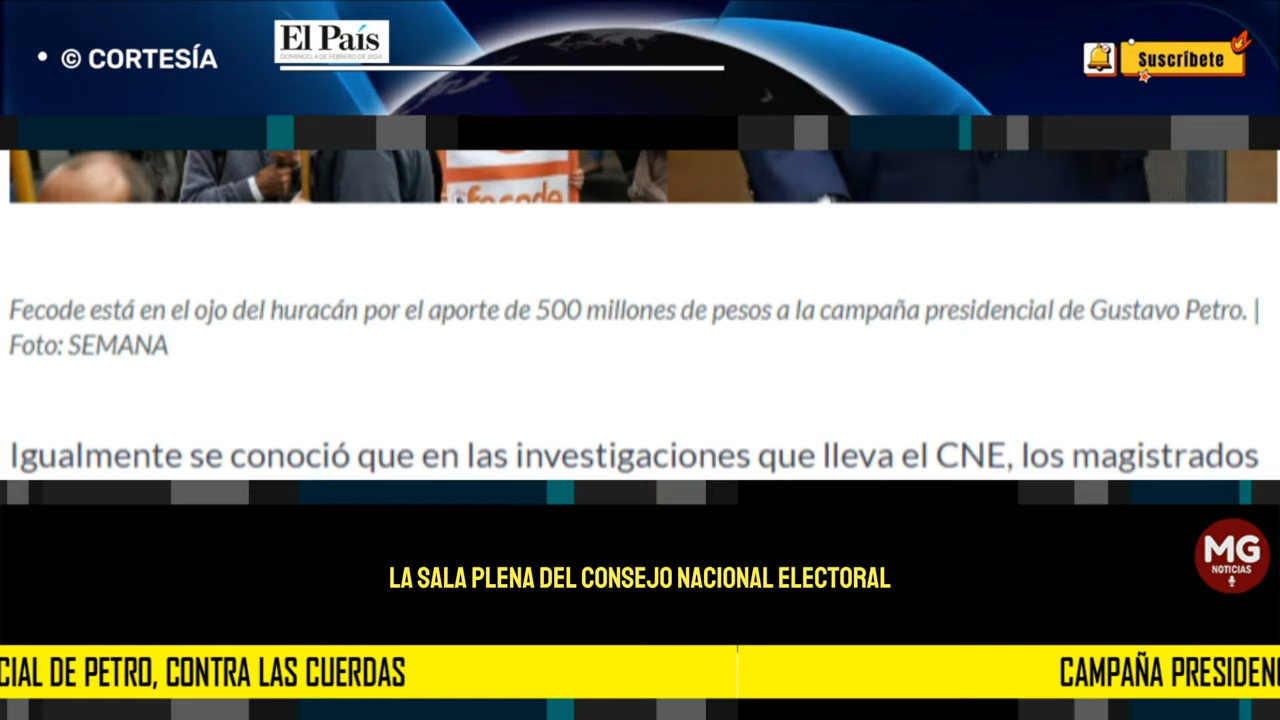 © CORTESÍA
El País
DOMINGO, 4 DE FEBRERO DE 2024
Suscríbete
fecode
Fecode está en el ojo del huracán por el aporte de 500 millones de pesos a la campaña presidencial de Gustavo Petro. |
Foto: SEMANA
Igualmente se conoció que en las investigaciones que lleva el CNE, los magistrados
LA SALA PLENA DEL CONSEJO NACIONAL ELECTORAL
MG
NOTICIAS
CIAL DE PETRO, CONTRA LAS CUERDAS
CAMPAÑA PRESIDEN